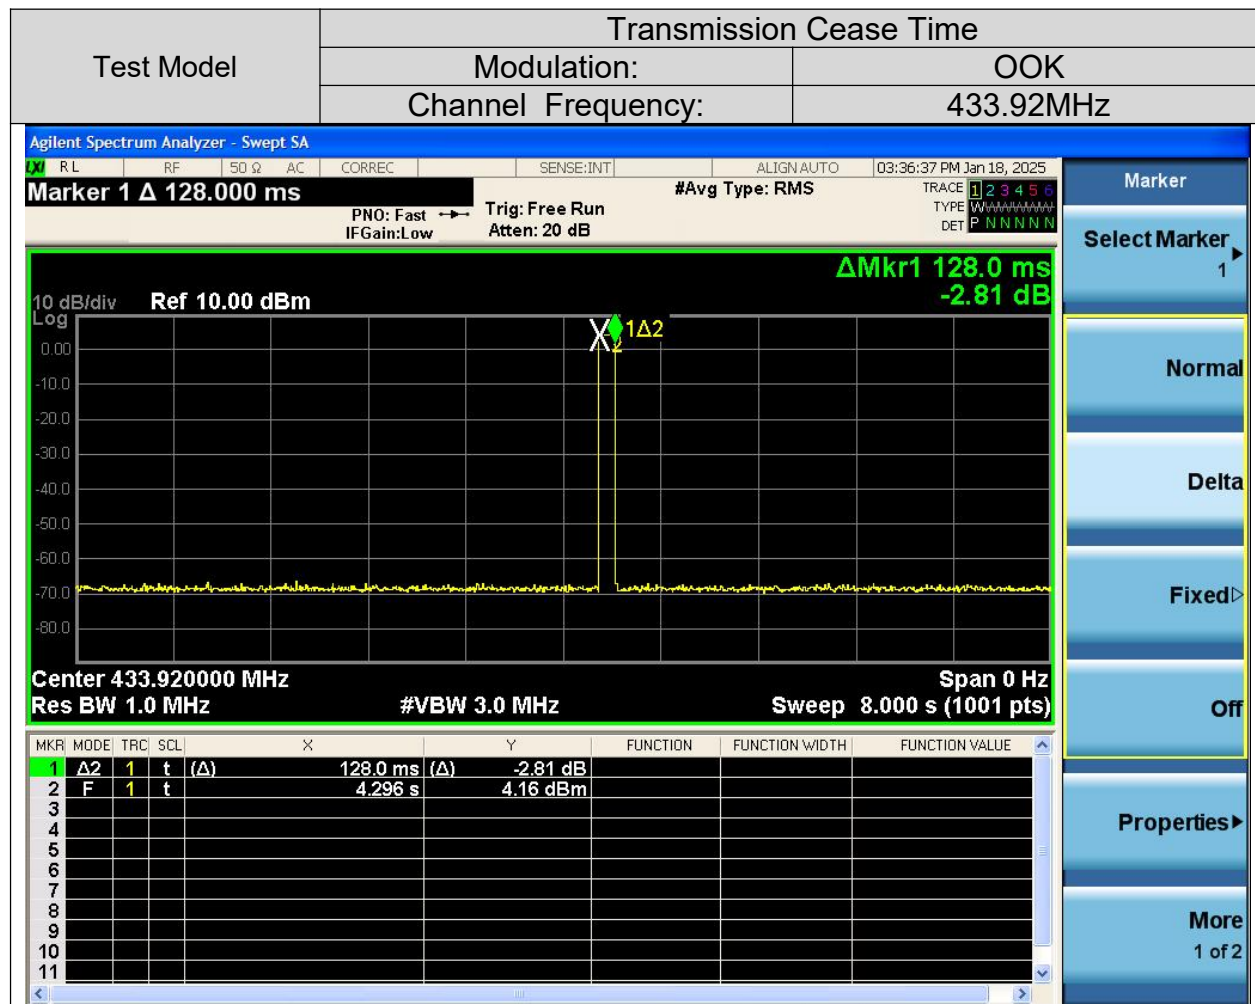 Test Model
Transmission Cease Time
Modulation: OOK
Channel Frequency: 433.92MHz
Agilent Spectrum Analyzer - Swept SA
LXI RL RF 50 Ω AC CORREC SENSE:INT ALIGN AUTO 03:36:37 PM Jan 18, 2025
Marker 1 Δ 128.000 ms
PNO: Fast
IFGain:Low
Trig: Free Run
Atten: 20 dB
#Avg Type: RMS
TRACE 1 2 3 4 5 6
TYPE
DET P N N N N N
ΔMkr1 128.0 ms
-2.81 dB
10 dB/div Ref 10.00 dBm
Log
1Δ2
2
0.00
-10.0
-20.0
-30.0
-40.0
-50.0
-60.0
-70.0
-80.0
Center 433.920000 MHz Span 0 Hz
Res BW 1.0 MHz #VBW 3.0 MHz Sweep 8.000 s (1001 pts)
MKR MODE TRC SCL X Y FUNCTION FUNCTION WIDTH FUNCTION VALUE
1 Δ2 1 t (Δ) 128.0 ms (Δ) -2.81 dB
2 F 1 t 4.296 s 4.16 dBm
3
4
5
6
7
8
9
10
11
Marker
Select Marker
1
Normal
Delta
Fixed
Off
Properties
More
1 of 2